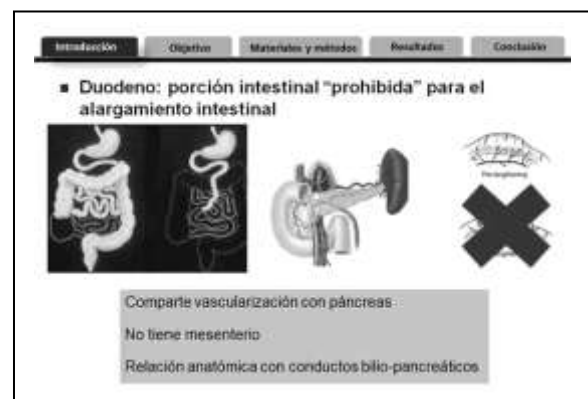 Introducción
Objetivo
Materiales y métodos
Resultados
Conclusión
▪ Duodeno: porción intestinal “prohibida” para el
alargamiento intestinal
Comparte vascularización con páncreas
No tiene mesenterio
Relación anatómica con conductos bilio-pancreáticos